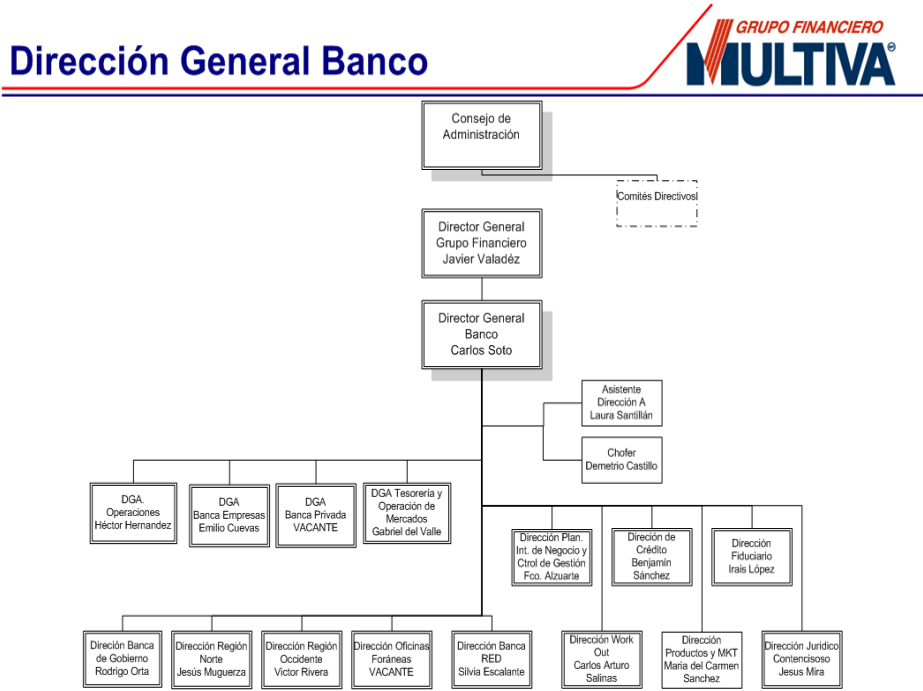 Dirección General Banco
GRUPO FINANCIERO
MULTIVA®
Consejo de
Administración
Comités Directivos
Director General
Grupo Financiero
Javier Valadéz
Director General
Banco
Carlos Soto
Asistente
Dirección A
Laura Santillán
Chofer
Demetrio Castillo
DGA.
Operaciones
Héctor Hernandez
DGA
Banca Empresas
Emilio Cuevas
DGA
Banca Privada
VACANTE
DGA Tesorería y
Operación de
Mercados
Gabriel del Valle
Dirección Plan.
Int. de Negocio y
Ctrol de Gestión
Fco. Alzuarte
Direción de
Crédito
Benjamín
Sánchez
Dirección
Fiduciario
Irais López
Direción Banca
de Gobierno
Rodrigo Orta
Dirección Región
Norte
Jesús Muguerza
Dirección Región
Occidente
Victor Rivera
Dirección Oficinas
Foráneas
VACANTE
Dirección Banca
RED
Silvia Escalante
Dirección Work
Out
Carlos Arturo
Salinas
Dirección
Productos y MKT
Maria del Carmen
Sanchez
Dirección Juridico
Contencisoso
Jesus Mira